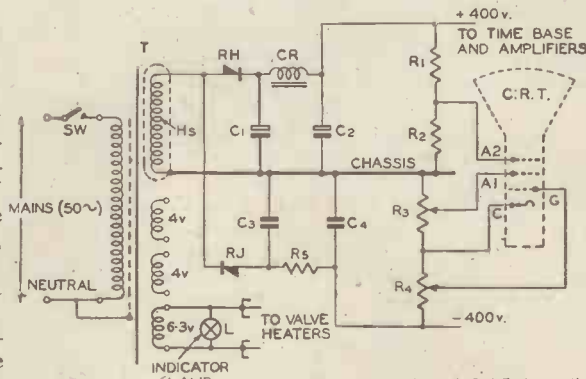 +400v.
TO TIME BASE
AND AMPLIFIERS
T
RH
CR
R1
C.R.T.
SW
Hs
C1
C2
R2
A2
CHASSIS
A1
G
MAINS (50~)
C3
C4
R3
C
4v
RJ
R5
R4
4v
NEUTRAL
6·3v
L
TO VALVE
HEATERS
-400v.
INDICATOR